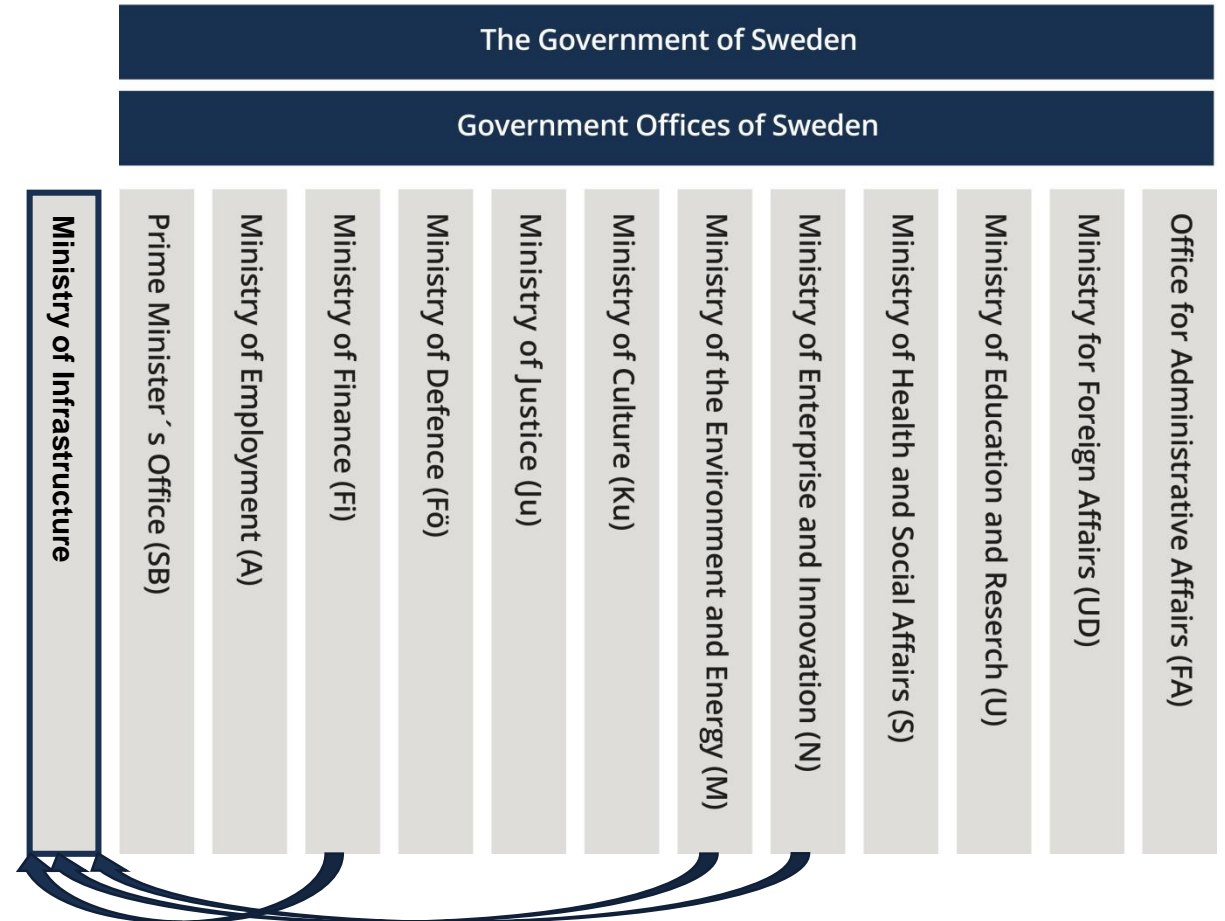 The Government of Sweden
Government Offices of Sweden
Ministry of Infrastructure
Prime Minister´s Office (SB)
Ministry of Employment (A)
Ministry of Finance (Fi)
Ministry of Defence (Fö)
Ministry of Justice (Ju)
Ministry of Culture (Ku)
Ministry of the Environment and Energy (M)
Ministry of Enterprise and Innovation (N)
Ministry of Health and Social Affairs (S)
Ministry of Education and Reserch (U)
Ministry for Foreign Affairs (UD)
Office for Administrative Affairs (FA)